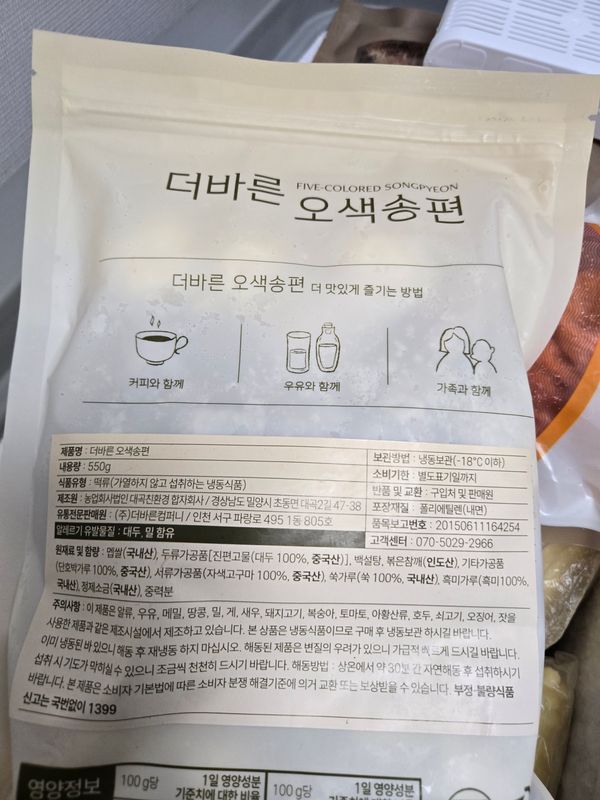 더바른 FIVE-COLORED SONGPYEON
오색송편
더바른 오색송편 더 맛있게 즐기는 방법
커피와 함께
우유와 함께
가족과 함께
제품명 : 더바른 오색송편
내용량 : 550g
식품유형 : 떡류(가열하지 않고 섭취하는 냉동식품)
제조원 : 농업회사법인 대곡친환경 합자회사 / 경상남도 밀양시 초동면 대곡2길 47-38
유통전문판매원 : (주)더바른컴퍼니 / 인천 서구 파랑로 495 1동 805호
알레르기 유발물질 : 대두, 밀 함유
보관방법 : 냉동보관(-18°C 이하)
소비기한 : 별도표기일까지
반품 및 교환 : 구입처 및 판매원
포장재질 : 폴리에틸렌(내면)
품목보고번호 : 20150611164254
고객센터 : 070-5029-2966
원재료 및 함량 : 멥쌀(국내산), 두류가공품[진편고물(대두 100%, 중국산)], 백설탕, 볶은참깨(인도산), 기타가공품
(단호박가루 100%, 중국산), 서류가공품(자색고구마 100%, 중국산), 쑥가루(쑥 100%, 국내산), 흑미가루(흑미100%,
국내산), 정제소금(국내산), 중력분
주의사항 : 이 제품은 알류, 우유, 메밀, 땅콩, 밀, 게, 새우, 돼지고기, 복숭아, 토마토, 아황산류, 호두, 쇠고기, 오징어, 잣을
사용한 제품과 같은 제조시설에서 제조하고 있습니다. 본 상품은 냉동식품이므로 구매 후 냉동보관 하시길 바랍니다.
이미 냉동된 바 있으니 해동 후 재냉동 하지 마십시오. 해동된 제품은 변질의 우려가 있으니 가급적 빠르게 드시길 바랍니다.
섭취 시 기도가 막히실 수 있으니 조금씩 천천히 드시기 바랍니다. 해동방법 : 상온에서 약 30분 간 자연해동 후 섭취하시기
바랍니다. 본 제품은 소비자 기본법에 따른 소비자 분쟁 해결기준에 의거 교환 또는 보상받을 수 있습니다. 부정·불량식품
신고는 국번없이 1399
영양정보
100 g당
1일 영양성분
기준치에 대한 비율
100 g당
1일 영양성분